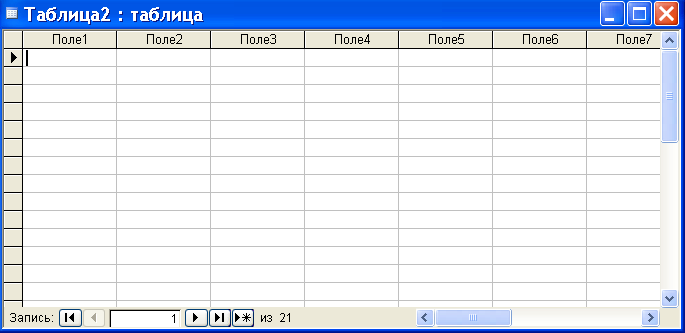 Таблица2 : таблица
Поле1 Поле2 Поле3 Поле4 Поле5 Поле6 Поле7
Запись: 1 из 21